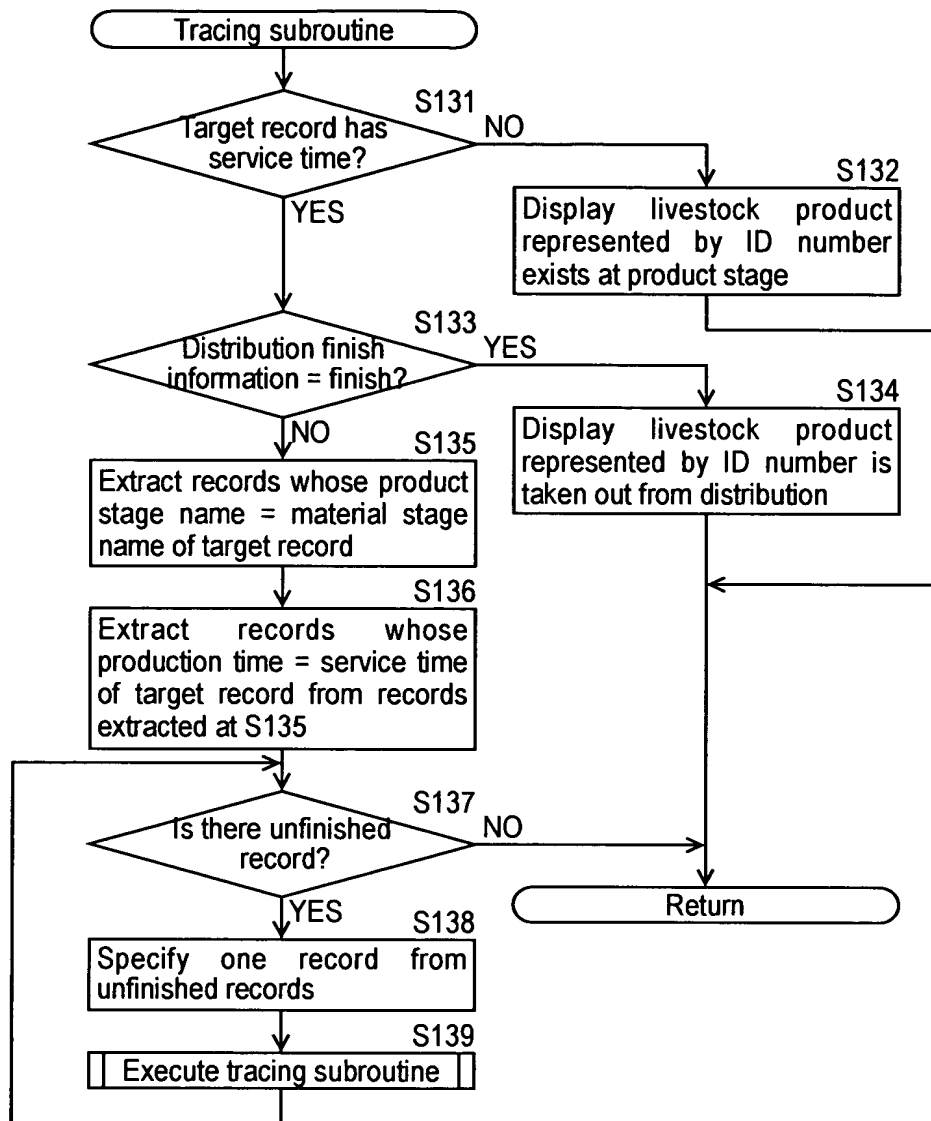 Tracing subroutine
S131
Target record has
service time?
NO
YES
S132
Display livestock product
represented by ID number
exists at product stage
S133
Distribution finish
information = finish?
YES
NO
S134
Display livestock product
represented by ID number is
taken out from distribution
S135
Extract records whose product
stage name = material stage
name of target record
S136
Extract records whose
production time = service time
of target record from records
extracted at S135
S137
Is there unfinished
record?
NO
YES
Return
S138
Specify one record from
unfinished records
S139
Execute tracing subroutine